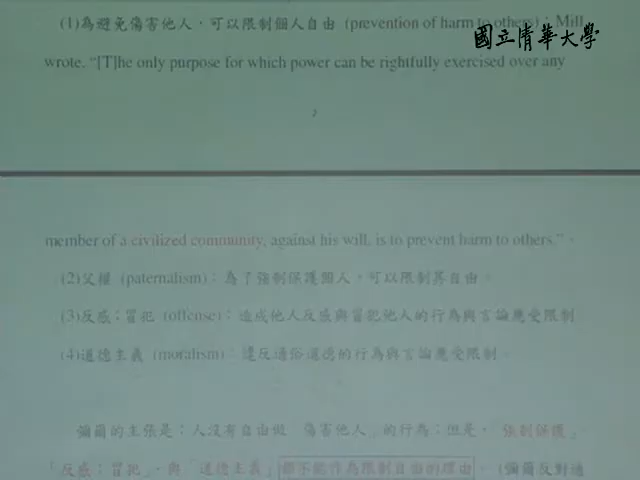 (1)為避免傷害他人，可以限制個人自由 (prevention of harm to others)：Mill
國立清華大學
wrote, “[T]he only purpose for which power can be rightfully exercised over any
2
member of a civilized community, against his will, is to prevent harm to others.”。
(2)父權 (paternalism)：為了強制保護個人，可以限制其自由。
(3)反感；冒犯 (offense)：造成他人反感與冒犯他人的行為與言論應受限制
(4)道德主義 (moralism)：違反通俗道德的行為與言論應受限制。
彌爾的主張是：人沒有自由做「傷害他人」的行為；但是，「強制保護」
「反感；冒犯」，與「道德主義」都不能作為限制自由的理由。(彌爾反對通